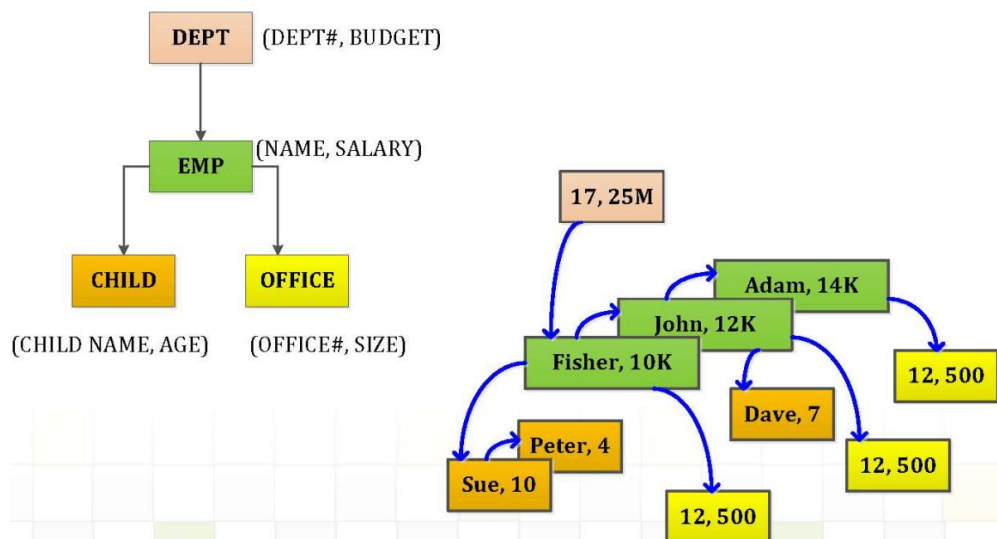 DEPT (DEPT#, BUDGET)
EMP (NAME, SALARY)
CHILD OFFICE
(CHILD NAME, AGE) (OFFICE#, SIZE)
17, 25M
Adam, 14K
John, 12K
Fisher, 10K
12, 500
Dave, 7
Peter, 4
12, 500
Sue, 10
12, 500